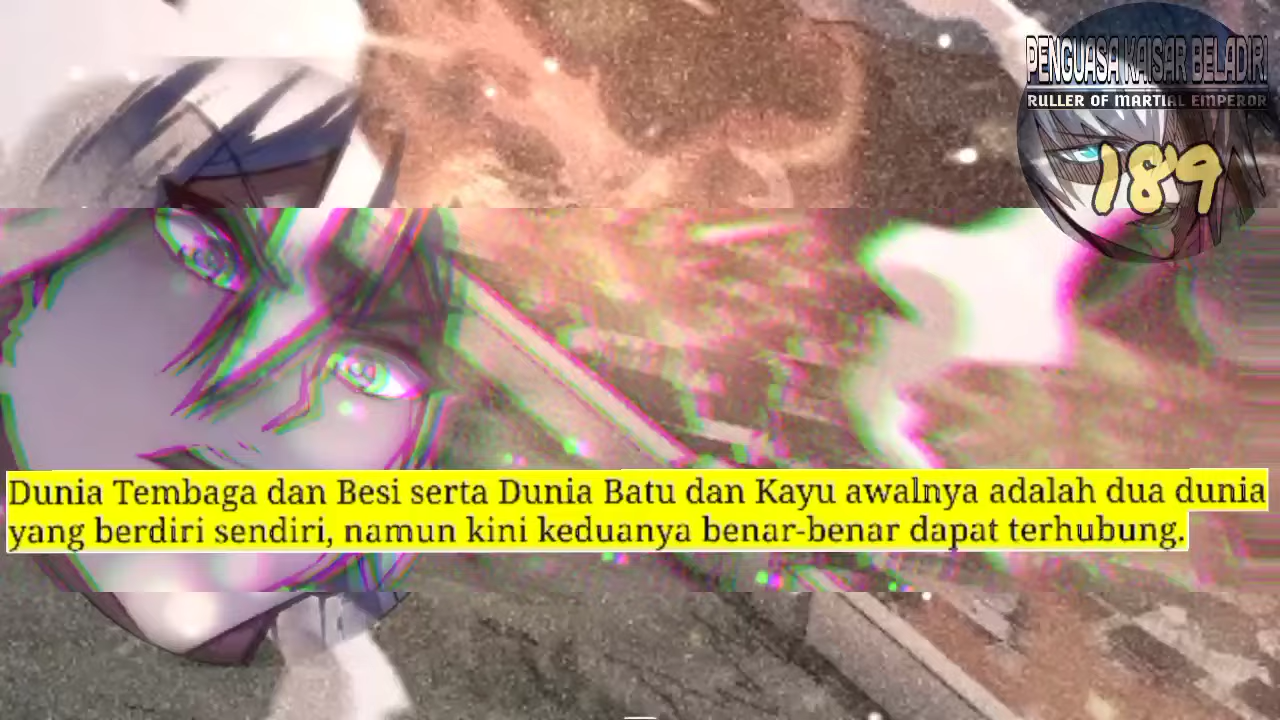 PENGUASA KAISAR BELADIRI
RULLER OF MARTIAL EMPEROR
189
Dunia Tembaga dan Besi serta Dunia Batu dan Kayu awalnya adalah dua dunia
yang berdiri sendiri, namun kini keduanya benar-benar dapat terhubung.